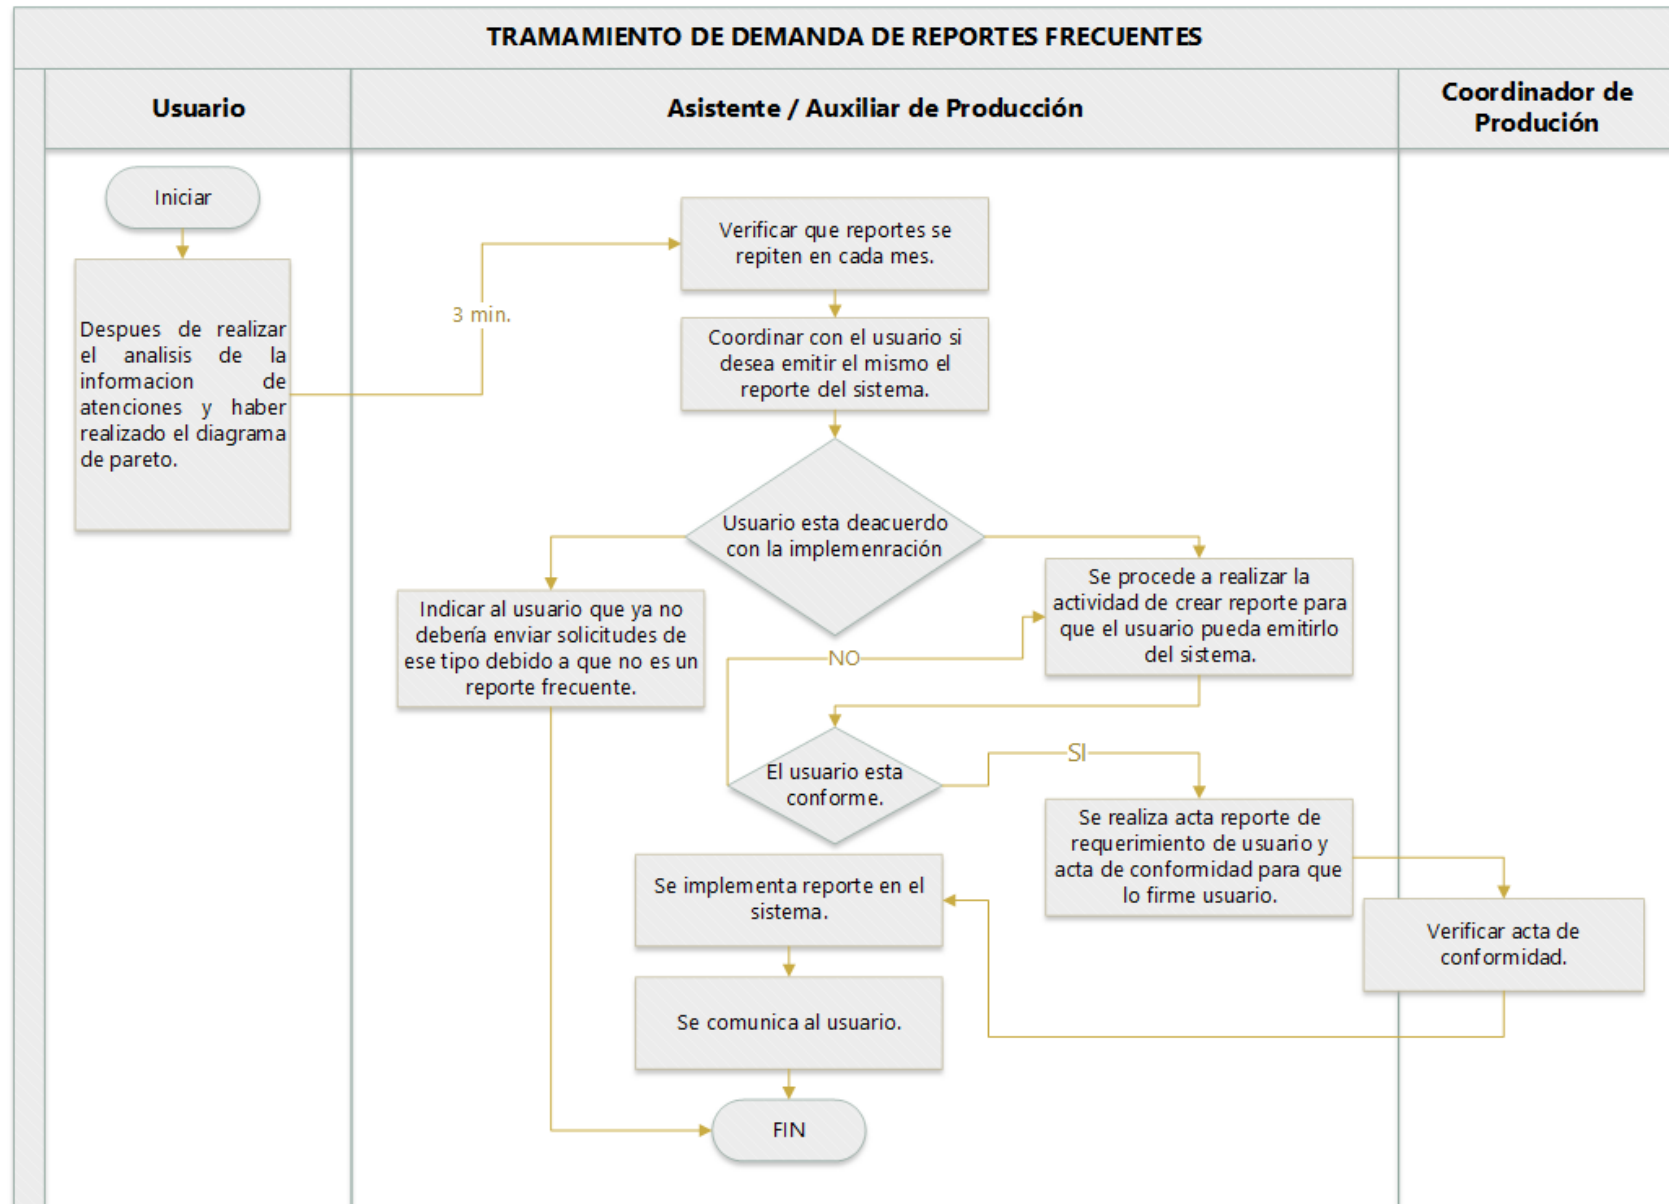 TRAMAMIENTO DE DEMANDA DE REPORTES FRECUENTES
Usuario
Asistente / Auxiliar de Producción
Coordinador de
Produción
Iniciar
Despues de realizar
el analisis de la
informacion de
atenciones y haber
realizado el diagrama
de pareto.
3 min.
Verificar que reportes se
repiten en cada mes.
Coordinar con el usuario si
desea emitir el mismo el
reporte del sistema.
Usuario esta deacuerdo
con la implemenración
Indicar al usuario que ya no
debería enviar solicitudes de
ese tipo debido a que no es un
reporte frecuente.
Se procede a realizar la
actividad de crear reporte para
que el usuario pueda emitirlo
del sistema.
NO
El usuario esta
conforme.
SI
Se realiza acta reporte de
requerimiento de usuario y
acta de conformidad para que
lo firme usuario.
Verificar acta de
conformidad.
Se implementa reporte en el
sistema.
Se comunica al usuario.
FIN